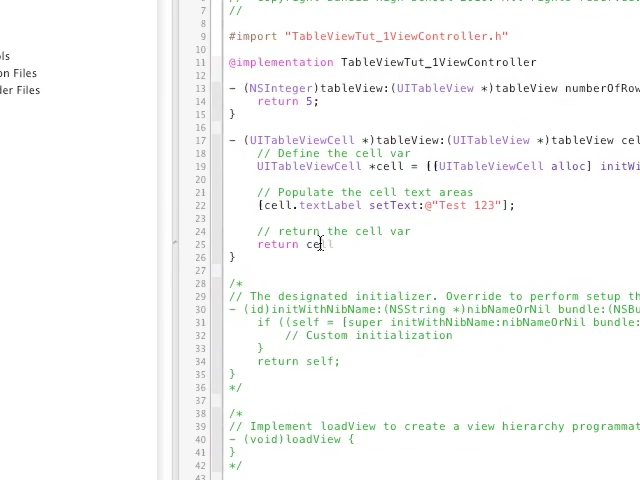 //
#import "TableViewTut_1ViewController.h"
@implementation TableViewTut_1ViewController
- (NSInteger)tableView:(UITableView *)tableView numberOfRow
return 5;
}
- (UITableViewCell *)tableView:(UITableView *)tableView cel
// Define the cell var
UITableViewCell *cell = [[UITableViewCell alloc] initWi
// Populate the cell text areas
[cell.textLabel setText:@"Test 123"];
// return the cell var
return cell
}
/*
// The designated initializer. Override to perform setup th
- (id)initWithNibName:(NSString *)nibNameOrNil bundle:(NSBu
if ((self = [super initWithNibName:nibNameOrNil bundle:
// Custom initialization
}
return self;
}
*/
/*
// Implement loadView to create a view hierarchy programmat
- (void)loadView {
}
*/
ols
on Files
der Files
7
8
9
10
11
12
13
14
15
16
17
18
19
20
21
22
23
24
25
26
27
28
29
30
31
32
33
34
35
36
37
38
39
40
41
42
43